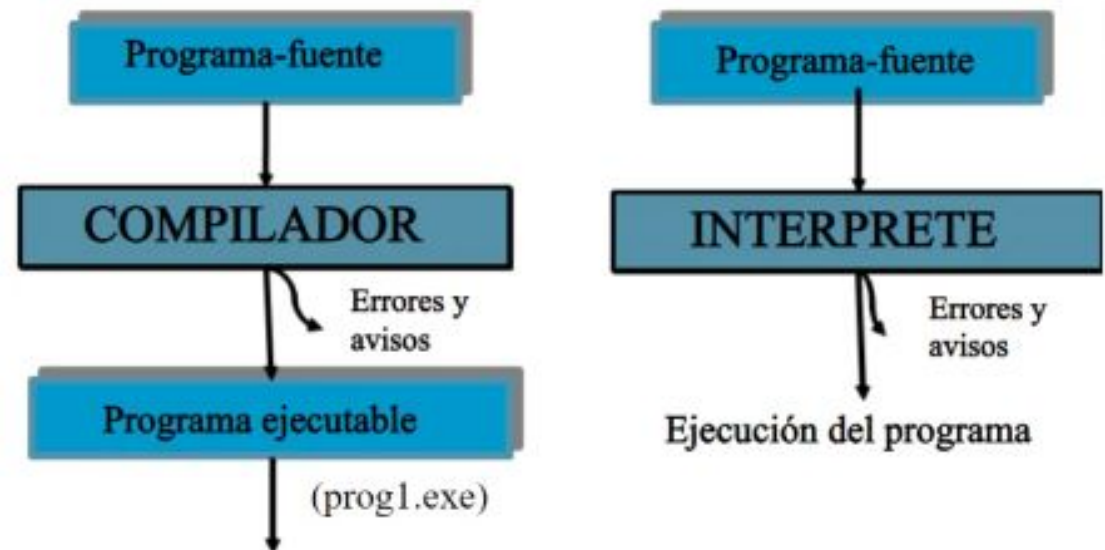 Programa-fuente
COMPILADOR
Errores y
avisos
Programa ejecutable
(prog1.exe)
Programa-fuente
INTERPRETE
Errores y
avisos
Ejecución del programa